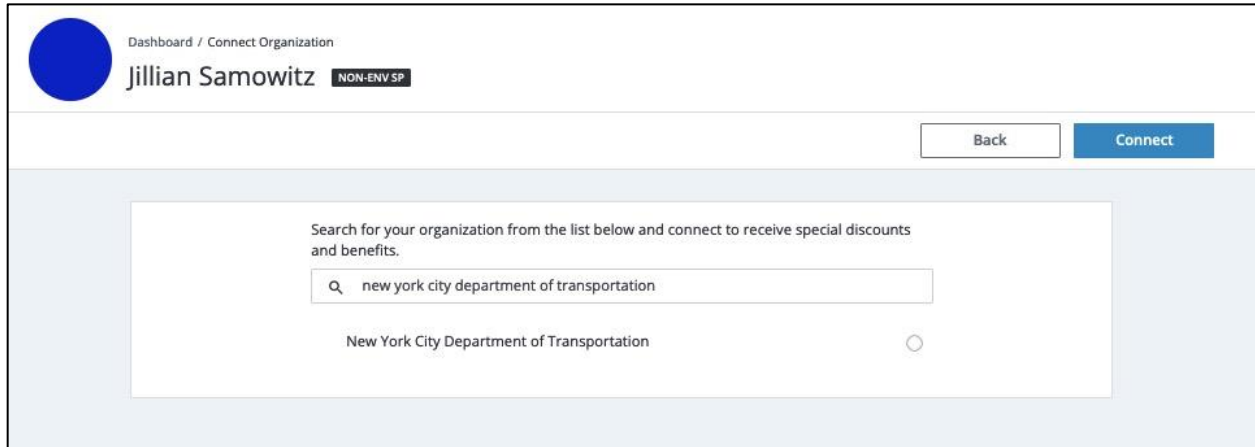 Dashboard / Connect Organization
Jillian Samowitz NON-ENV SP
Back Connect
Search for your organization from the list below and connect to receive special discounts
and benefits.
new york city department of transportation
New York City Department of Transportation